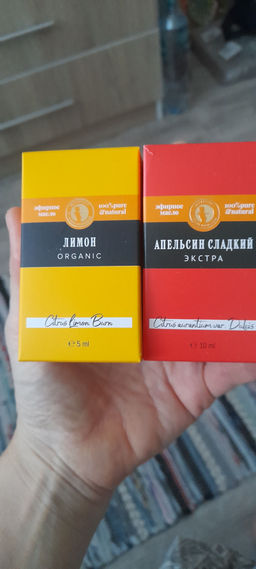 эфирное
масло
100%pure
&natural
ЛИМОН
ORGANIC
Citrus limon Burm
℮ 5 ml
эфирное
масло
100%pure
&natural
АПЕЛЬСИН СЛАДКИЙ
ЭКСТРА
Citrus aurantium var. Dulcis
℮ 10 ml